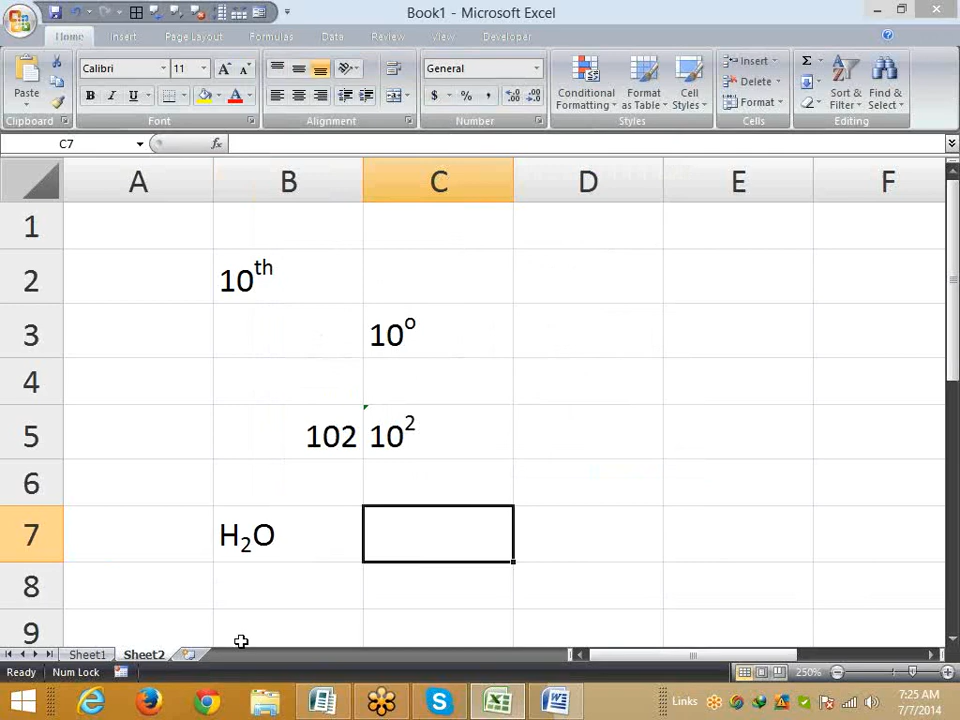 Book1 - Microsoft Excel
Home Insert Page Layout Formulas Data Review View Developer
Paste
Calibri 11 A A
B I U A
General
$ % , .00 .0
Conditional Formatting
Format as Table
Cell Styles
Insert
Delete
Format
Σ
Sort & Filter
Find & Select
Clipboard Font Alignment Number Styles Cells Editing
C7 fx
A B C D E F
1
2 10ᵗʰ
3 10ᵒ
4
5 102 10²
6
7 H₂O
8
9
Sheet1 Sheet2
Ready Num Lock 250%
Links 7:25 AM
7/7/2014